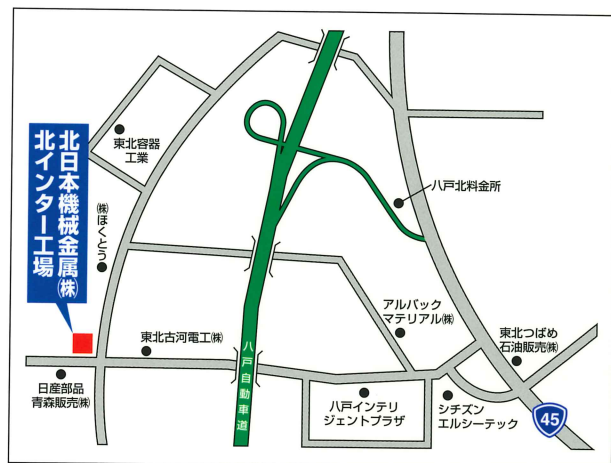 東北容器
工業
北日本機械金属㈱
北インター工場
㈱ほくとう
八戸北料金所
アルバック
マテリアル㈱
東北つばめ
石油販売㈱
東北古河電工㈱
八戸自動車道
日産部品
青森販売㈱
八戸インテリ
ジェントプラザ
シチズン
エルシーテック
45